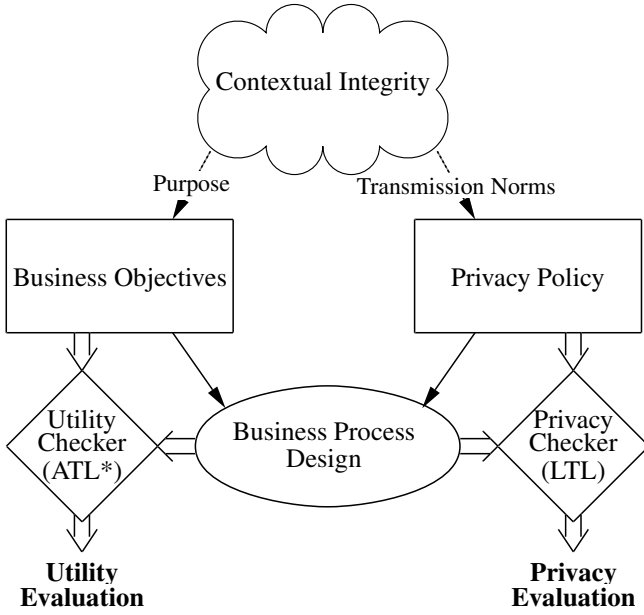 Contextual Integrity
Purpose
Transmission Norms
Business Objectives
Privacy Policy
Utility
Checker
(ATL*)
Business Process
Design
Privacy
Checker
(LTL)
Utility
Evaluation
Privacy
Evaluation